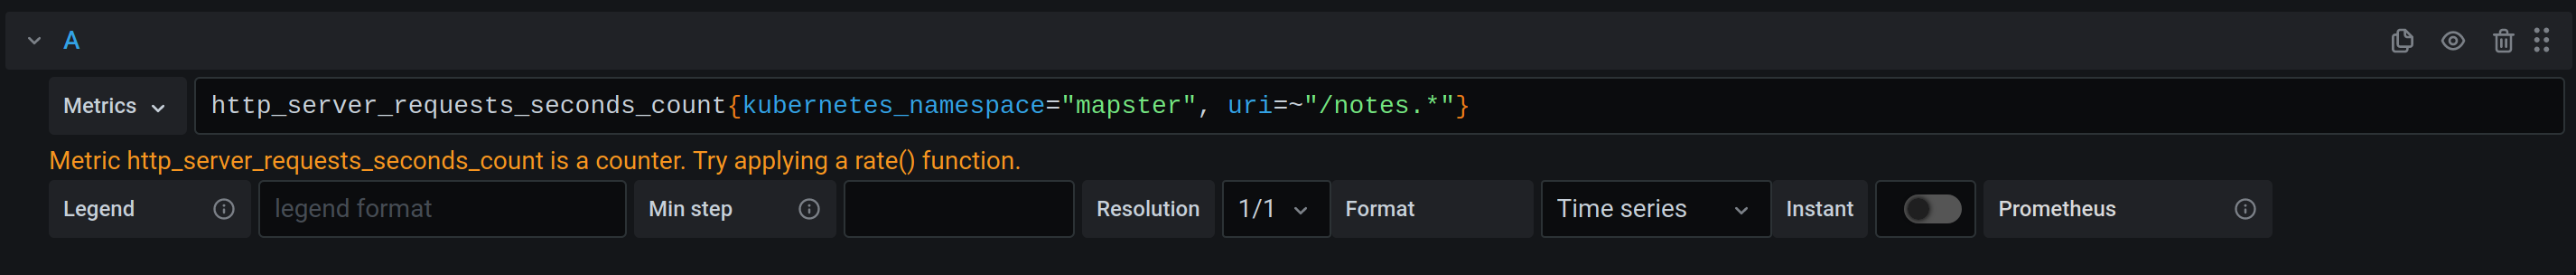 A
Metrics http_server_requests_seconds_count{kubernetes_namespace="mapster", uri=~"/notes.*"}
Metric http_server_requests_seconds_count is a counter. Try applying a rate() function.
Legend legend format Min step Resolution 1/1 Format Time series Instant Prometheus